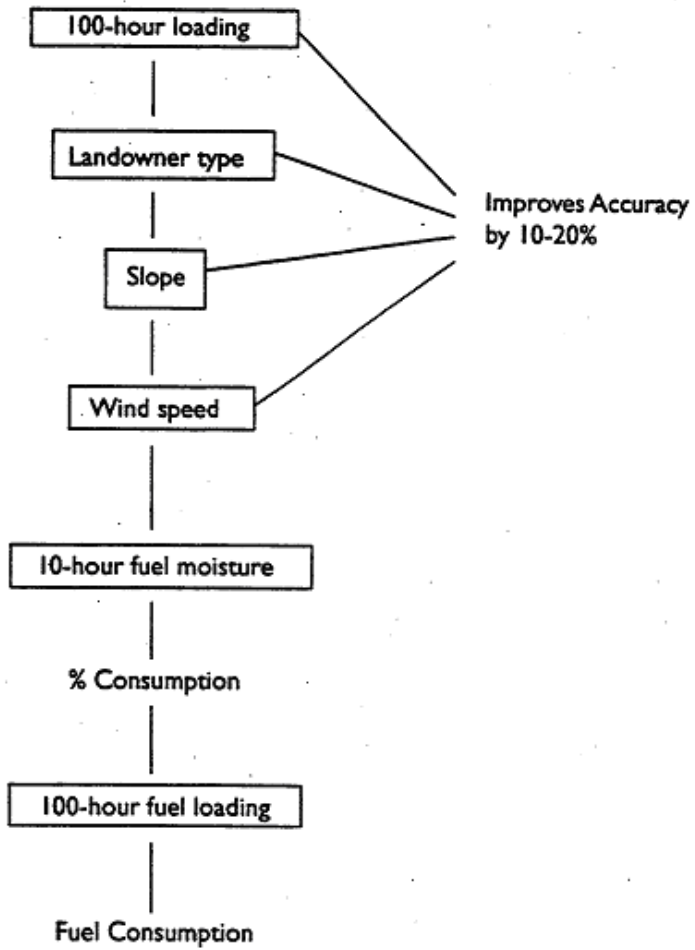 100-hour loading
Landowner type
Improves Accuracy
by 10-20%
Slope
Wind speed
10-hour fuel moisture
% Consumption
100-hour fuel loading
Fuel Consumption